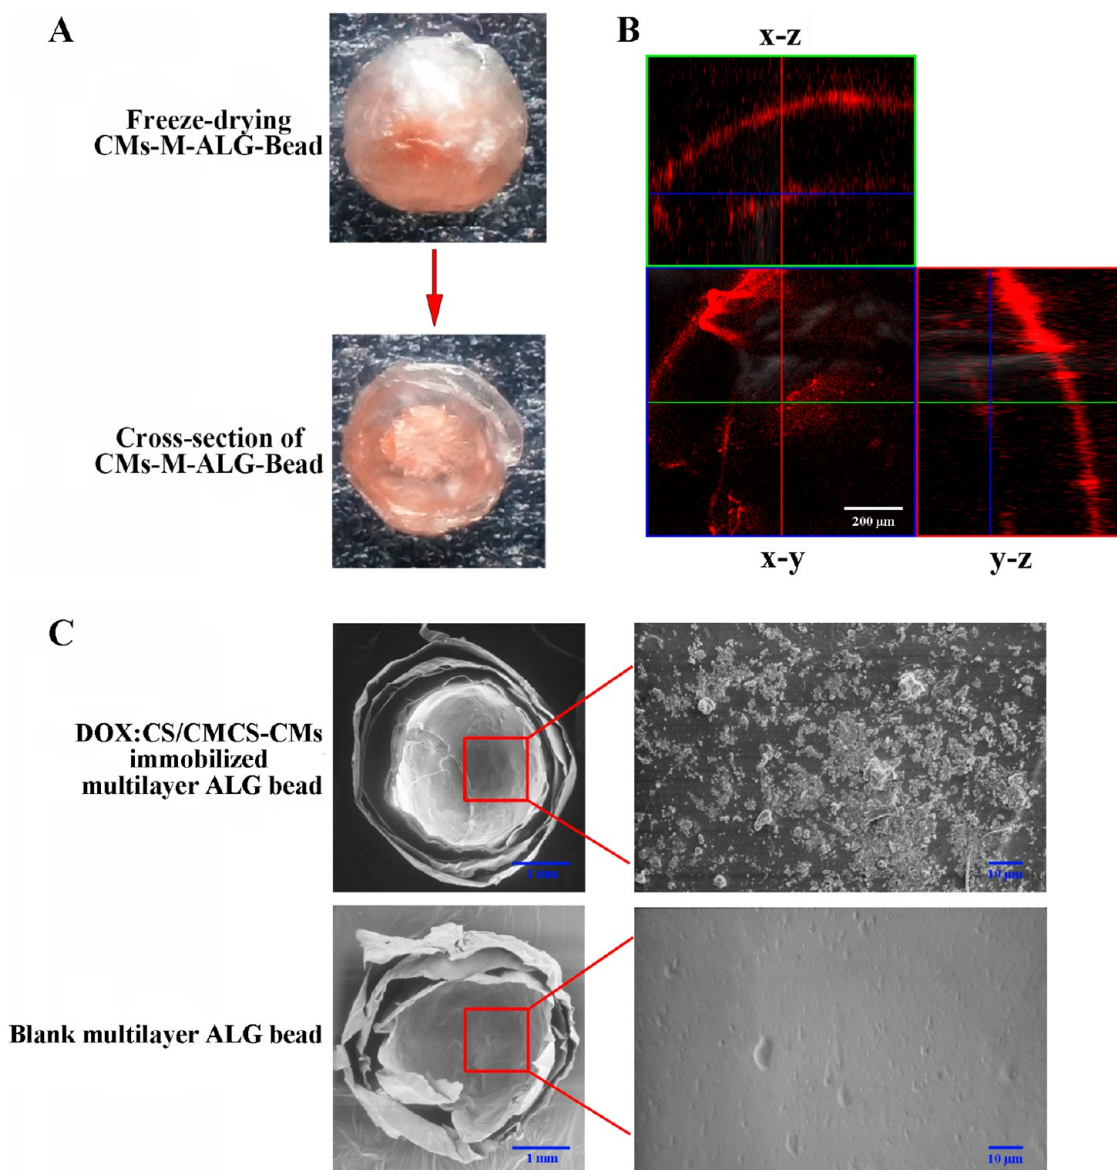 A
Freeze-drying
CMs-M-ALG-Bead
Cross-section of
CMs-M-ALG-Bead
B
x-z
200 μm
x-y
y-z
C
DOX:CS/CMCS-CMs
immobilized
multilayer ALG bead
1 mm
10 μm
Blank multilayer ALG bead
1 mm
10 μm